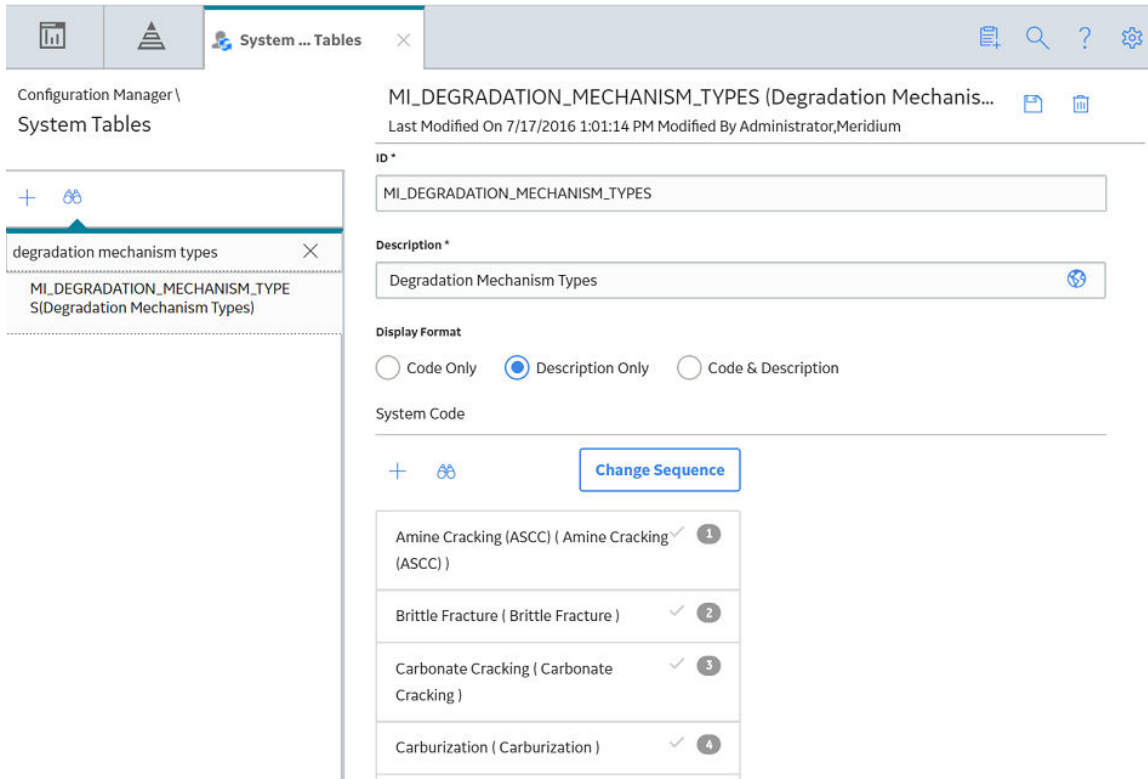 System ... Tables
Configuration Manager\
System Tables
degradation mechanism types
MI_DEGRADATION_MECHANISM_TYPE
S(Degradation Mechanism Types)
MI_DEGRADATION_MECHANISM_TYPES (Degradation Mechanis...
Last Modified On 7/17/2016 1:01:14 PM Modified By Administrator,Meridium
ID *
MI_DEGRADATION_MECHANISM_TYPES
Description *
Degradation Mechanism Types
Display Format
Code Only Description Only Code & Description
System Code
Change Sequence
Amine Cracking (ASCC) ( Amine Cracking 1
(ASCC) )
Brittle Fracture ( Brittle Fracture ) 2
Carbonate Cracking ( Carbonate 3
Cracking )
Carburization ( Carburization ) 4